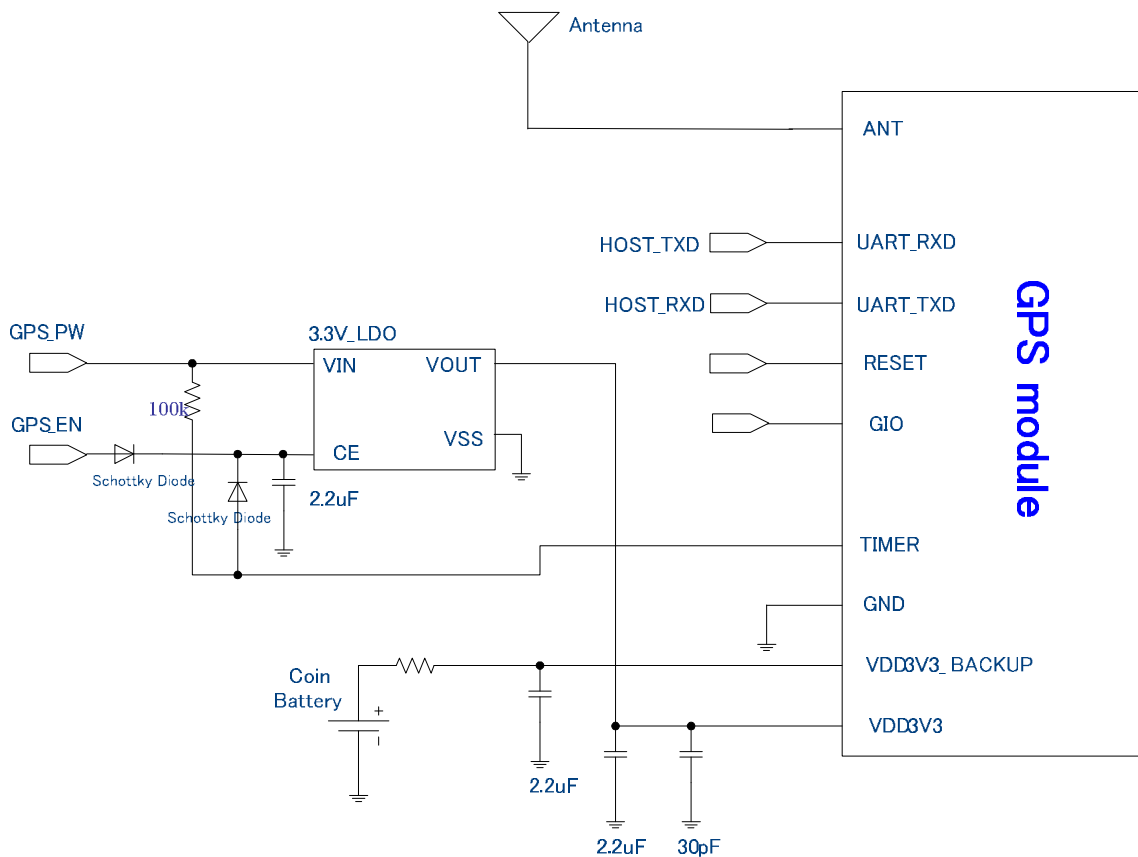 Antenna
ANT
HOST_TXD
UART_RXD
HOST_RXD
UART_TXD
GPS_PW
3.3V_LDO
VIN
VOUT
RESET
100k
GPS_EN
VSS
CE
GIO
GPS module
Schottky Diode
2.2uF
Schottky Diode
TIMER
GND
VDD3V3_BACKUP
Coin
Battery
+
-
VDD3V3
2.2uF
2.2uF
30pF